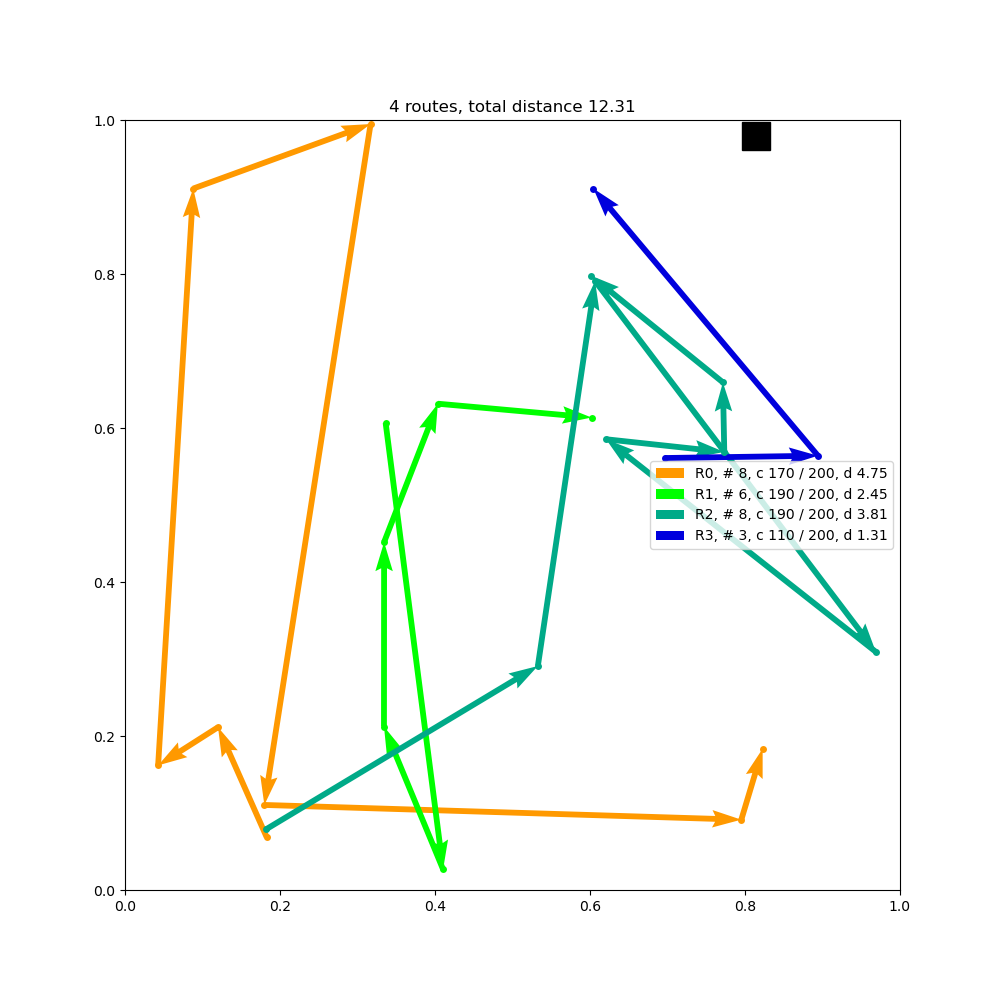 4 routes, total distance 12.31
1.0
0.8
0.6
0.4
0.2
0.0
R0, # 8, c 170 / 200, d 4.75
R1, # 6, c 190 / 200, d 2.45
R2, # 8, c 190 / 200, d 3.81
R3, # 3, c 110 / 200, d 1.31
0.0 0.2 0.4 0.6 0.8 1.0